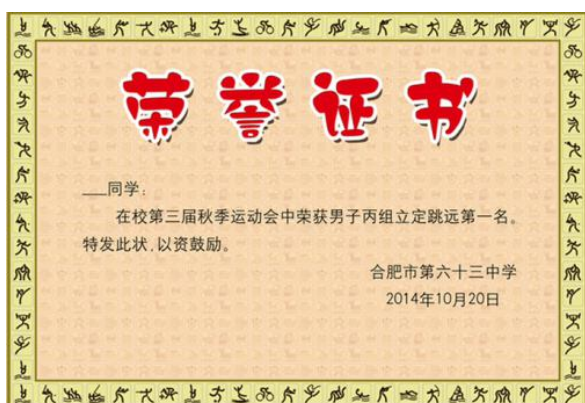 荣誉证书
___同学：
在校第三届秋季运动会中荣获男子丙组立定跳远第一名。
特发此状,以资鼓励。
合肥市第六十三中学
2014年10月20日